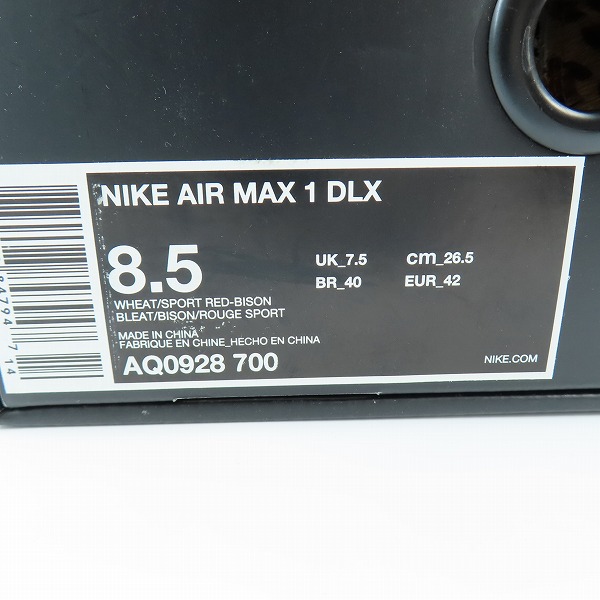 NIKE AIR MAX 1 DLX
8.5
UK_7.5 cm_26.5
BR_40 EUR_42
WHEAT/SPORT RED-BISON
BLEAT/BISON/ROUGE SPORT
MADE IN CHINA
FABRIQUE EN CHINE_HECHO EN CHINA
AQ0928 700
NIKE.COM